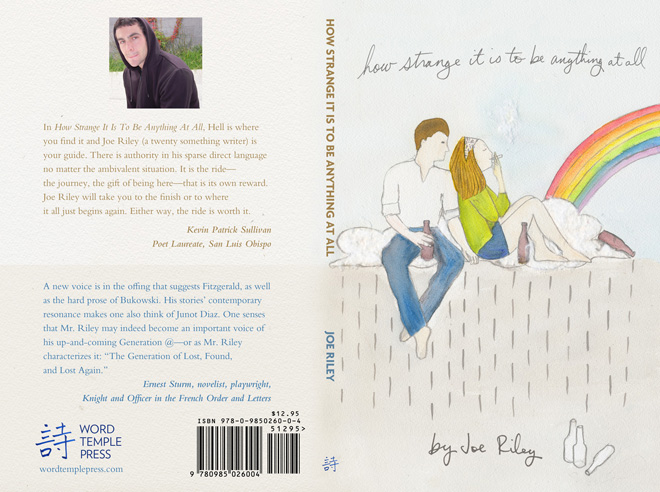 In How Strange It Is To Be Anything At All, Hell is where
you find it and Joe Riley (a twenty something writer) is
your guide. There is authority in his sparse direct language
no matter the ambivalent situation. It is the ride—
the journey, the gift of being here—that is its own reward.
Joe Riley will take you to the finish or to where
it all just begins again. Either way, the ride is worth it.
Kevin Patrick Sullivan
Poet Laureate, San Luis Obispo
A new voice is in the offing that suggests Fitzgerald, as well
as the hard prose of Bukowski. His stories' contemporary
resonance makes one also think of Junot Diaz. One senses
that Mr. Riley may indeed become an important voice of
his up-and-coming Generation @—or as Mr. Riley
characterizes it: “The Generation of Lost, Found,
and Lost Again.”
Ernest Sturm, novelist, playwright,
Knight and Officer in the French Order and Letters
詩
WORD
TEMPLE
PRESS
wordtemplepress.com
$12.95
ISBN 978-0-9850260-0-4
51295>
9 780985 026004
HOW STRANGE IT IS TO BE ANYTHING AT ALL
JOE RILEY
詩
how strange it is to be anything at all
by Joe Riley